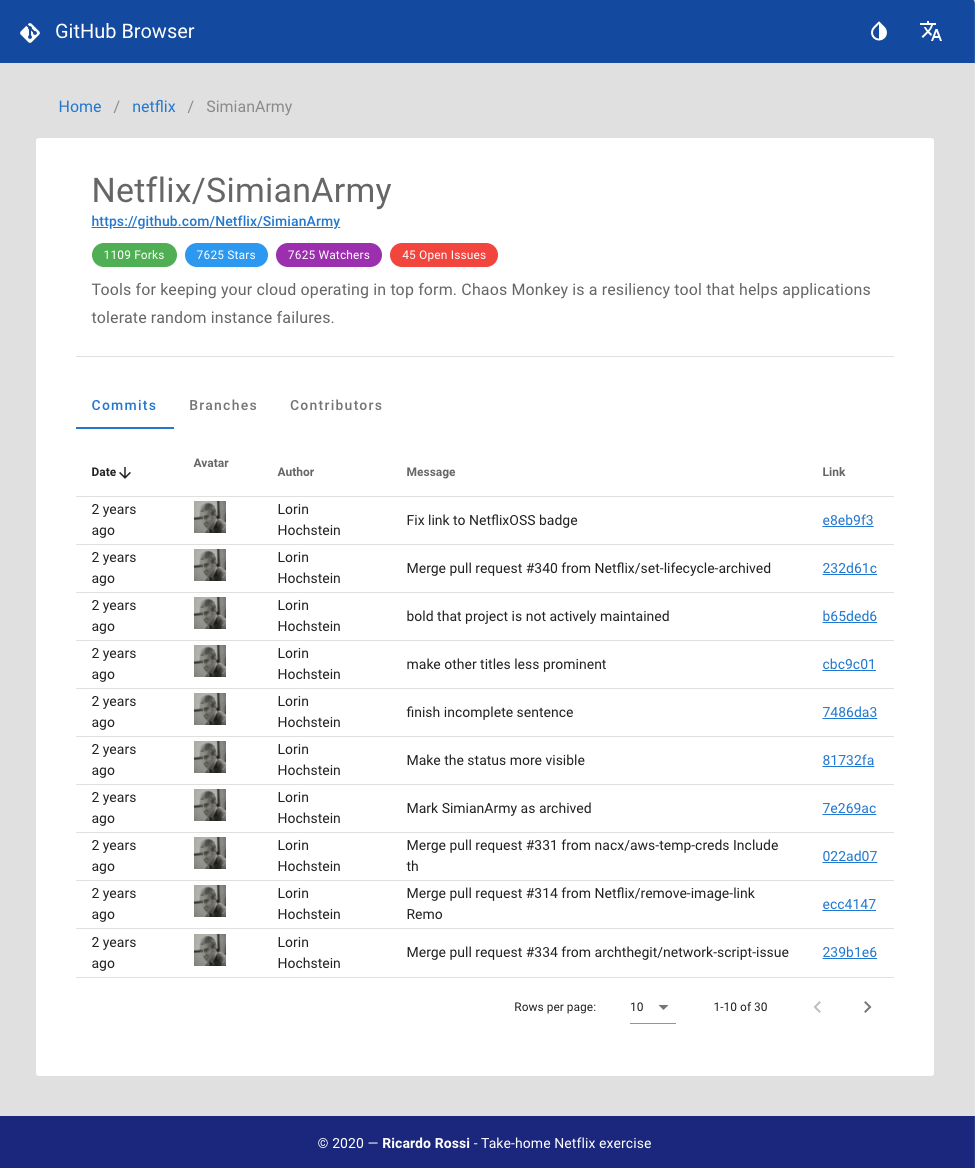 GitHub Browser
Home / netflix / SimianArmy
Netflix/SimianArmy
https://github.com/Netflix/SimianArmy
1109 Forks 7625 Stars 7625 Watchers 45 Open Issues
Tools for keeping your cloud operating in top form. Chaos Monkey is a resiliency tool that helps applications
tolerate random instance failures.
Commits Branches Contributors
Date Avatar Author Message Link
2 years ago Lorin Hochstein Fix link to NetflixOSS badge e8eb9f3
2 years ago Lorin Hochstein Merge pull request #340 from Netflix/set-lifecycle-archived 232d61c
2 years ago Lorin Hochstein bold that project is not actively maintained b65ded6
2 years ago Lorin Hochstein make other titles less prominent cbc9c01
2 years ago Lorin Hochstein finish incomplete sentence 7486da3
2 years ago Lorin Hochstein Make the status more visible 81732fa
2 years ago Lorin Hochstein Mark SimianArmy as archived 7e269ac
2 years ago Lorin Hochstein Merge pull request #331 from nacx/aws-temp-creds Include th 022ad07
2 years ago Lorin Hochstein Merge pull request #314 from Netflix/remove-image-link Remo ecc4147
2 years ago Lorin Hochstein Merge pull request #334 from archthegit/network-script-issue 239b1e6
Rows per page: 10 1-10 of 30
© 2020 — Ricardo Rossi - Take-home Netflix exercise